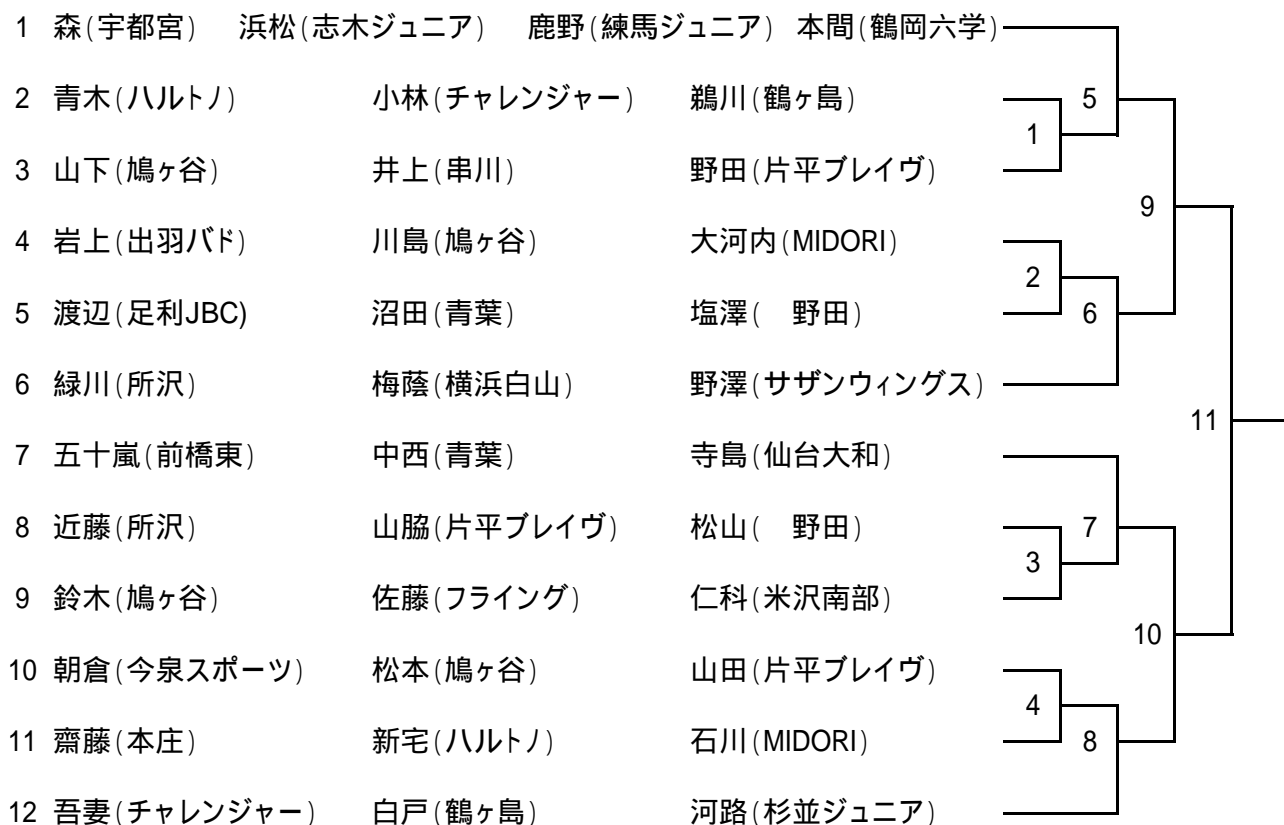 1 森(宇都宮) 浜松(志木ジュニア) 鹿野(練馬ジュニア) 本間(鶴岡六学)
2 青木(ハルトノ) 小林(チャレンジャー) 鵜川(鶴ヶ島) 5
1
3 山下(鳩ヶ谷) 井上(串川) 野田(片平ブレイヴ)
9
4 岩上(出羽バド) 川島(鳩ヶ谷) 大河内(MIDORI)
2
5 渡辺(足利JBC) 沼田(青葉) 塩澤( 野田) 6
6 緑川(所沢) 梅蔭(横浜白山) 野澤(サザンウィングス)
11
7 五十嵐(前橋東) 中西(青葉) 寺島(仙台大和)
8 近藤(所沢) 山脇(片平ブレイヴ) 松山( 野田) 7
3
9 鈴木(鳩ヶ谷) 佐藤(フライング) 仁科(米沢南部)
10
10 朝倉(今泉スポーツ) 松本(鳩ヶ谷) 山田(片平ブレイヴ)
4
11 齋藤(本庄) 新宅(ハルトノ) 石川(MIDORI) 8
12 吾妻(チャレンジャー) 白戸(鶴ヶ島) 河路(杉並ジュニア)